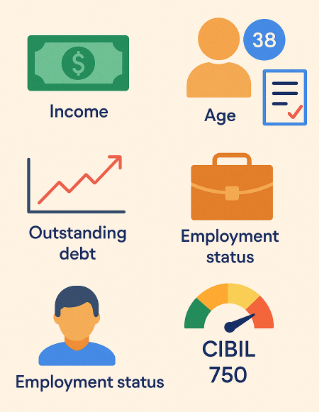 $
38
Income
Age
Outstanding
debt
Employment
status
Employment status
CIBIL
750